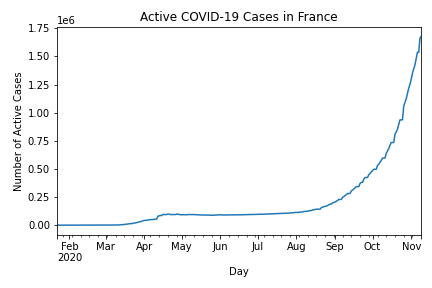 Active COVID-19 Cases in France
1e6
Number of Active Cases
1.75
1.50
1.25
1.00
0.75
0.50
0.25
0.00
Feb Mar Apr May Jun Jul Aug Sep Oct Nov
2020
Day